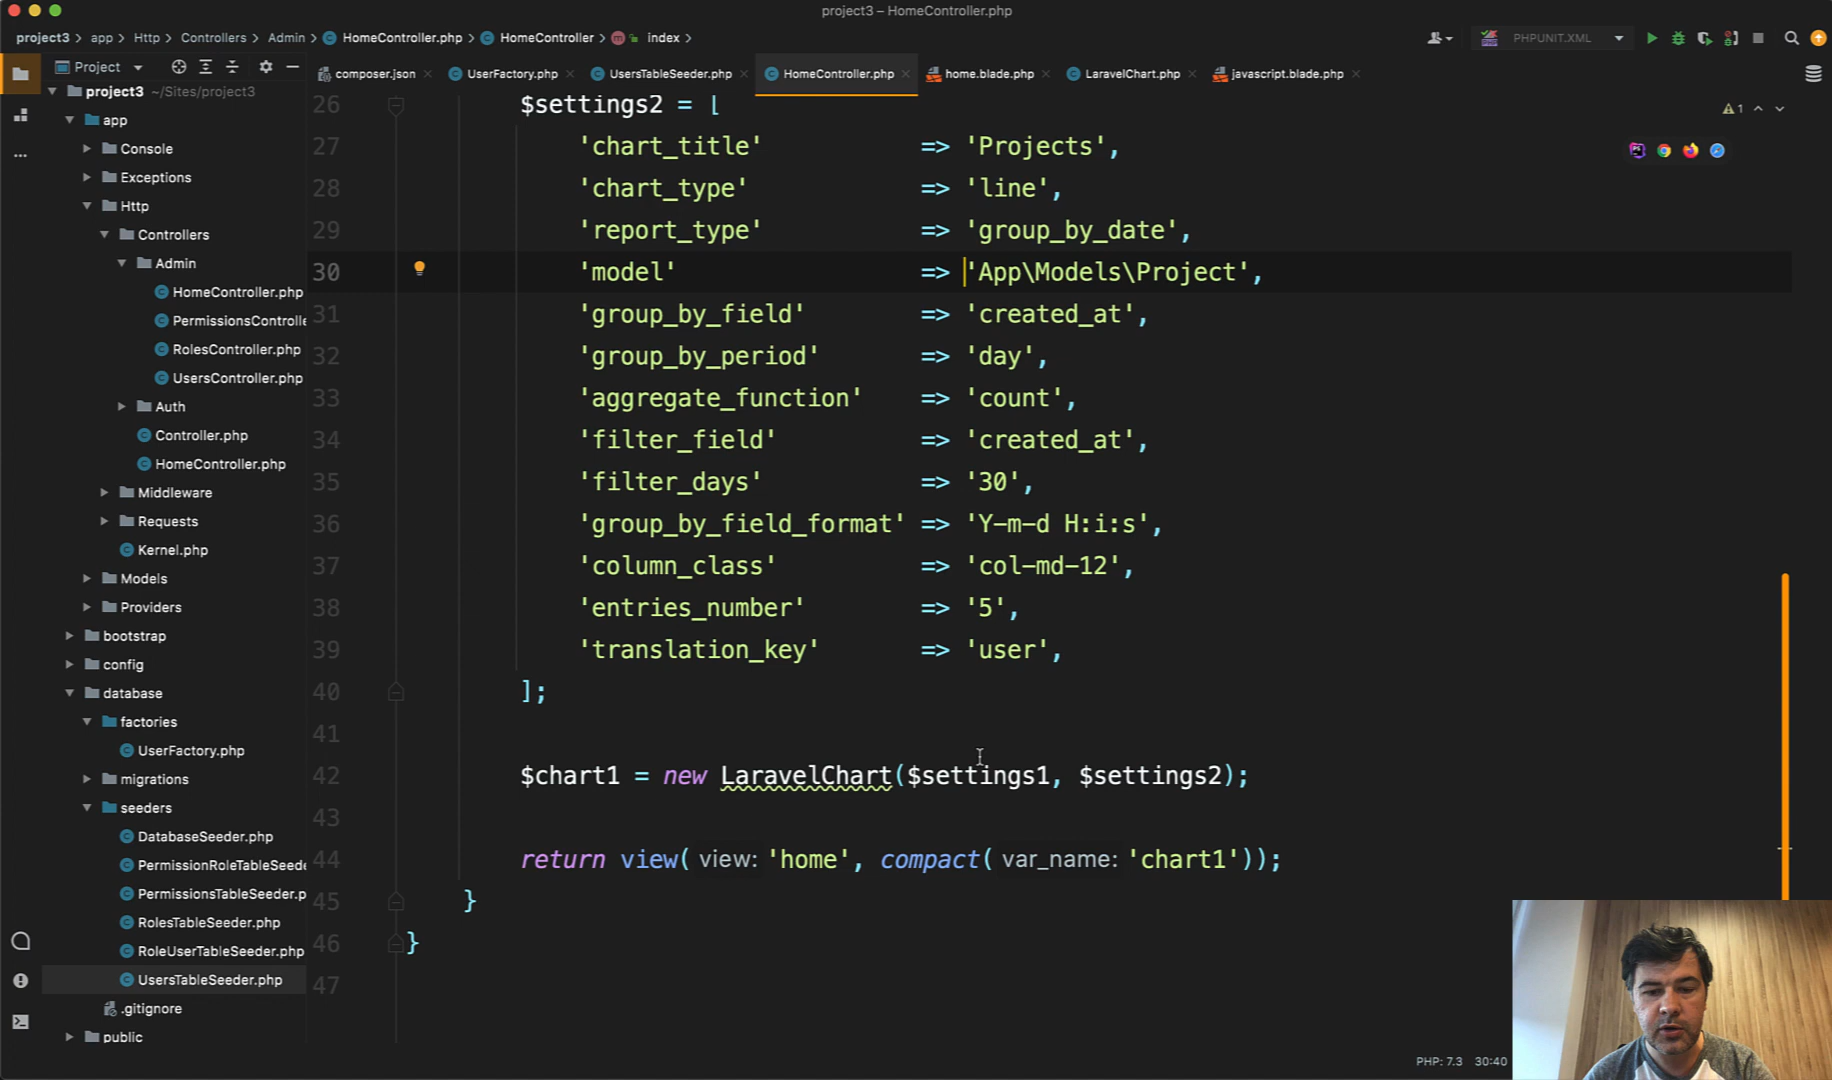 project3 – HomeController.php
project3 > app > Http > Controllers > Admin > HomeController.php > HomeController > index >
PHPUNIT.XML
Project
composer.json
UserFactory.php
UsersTableSeeder.php
HomeController.php
home.blade.php
LaravelChart.php
javascript.blade.php
project3 ~/Sites/project3
app
Console
Exceptions
Http
Controllers
Admin
HomeController.php
PermissionsControlle
RolesController.php
UsersController.php
Auth
Controller.php
HomeController.php
Middleware
Requests
Kernel.php
Models
Providers
bootstrap
config
database
factories
UserFactory.php
migrations
seeders
DatabaseSeeder.php
PermissionRoleTableSeede
PermissionsTableSeeder.p
RolesTableSeeder.php
RoleUserTableSeeder.php
UsersTableSeeder.php
.gitignore
public
1
26 $settings2 = [
27 'chart_title' => 'Projects',
28 'chart_type' => 'line',
29 'report_type' => 'group_by_date',
30 'model' => 'App\Models\Project',
31 'group_by_field' => 'created_at',
32 'group_by_period' => 'day',
33 'aggregate_function' => 'count',
34 'filter_field' => 'created_at',
35 'filter_days' => '30',
36 'group_by_field_format' => 'Y-m-d H:i:s',
37 'column_class' => 'col-md-12',
38 'entries_number' => '5',
39 'translation_key' => 'user',
40 ];
41
42 $chart1 = new LaravelChart($settings1, $settings2);
43
44 return view( view: 'home', compact( var_name: 'chart1'));
45 }
46 }
47
PHP: 7.3 30:40